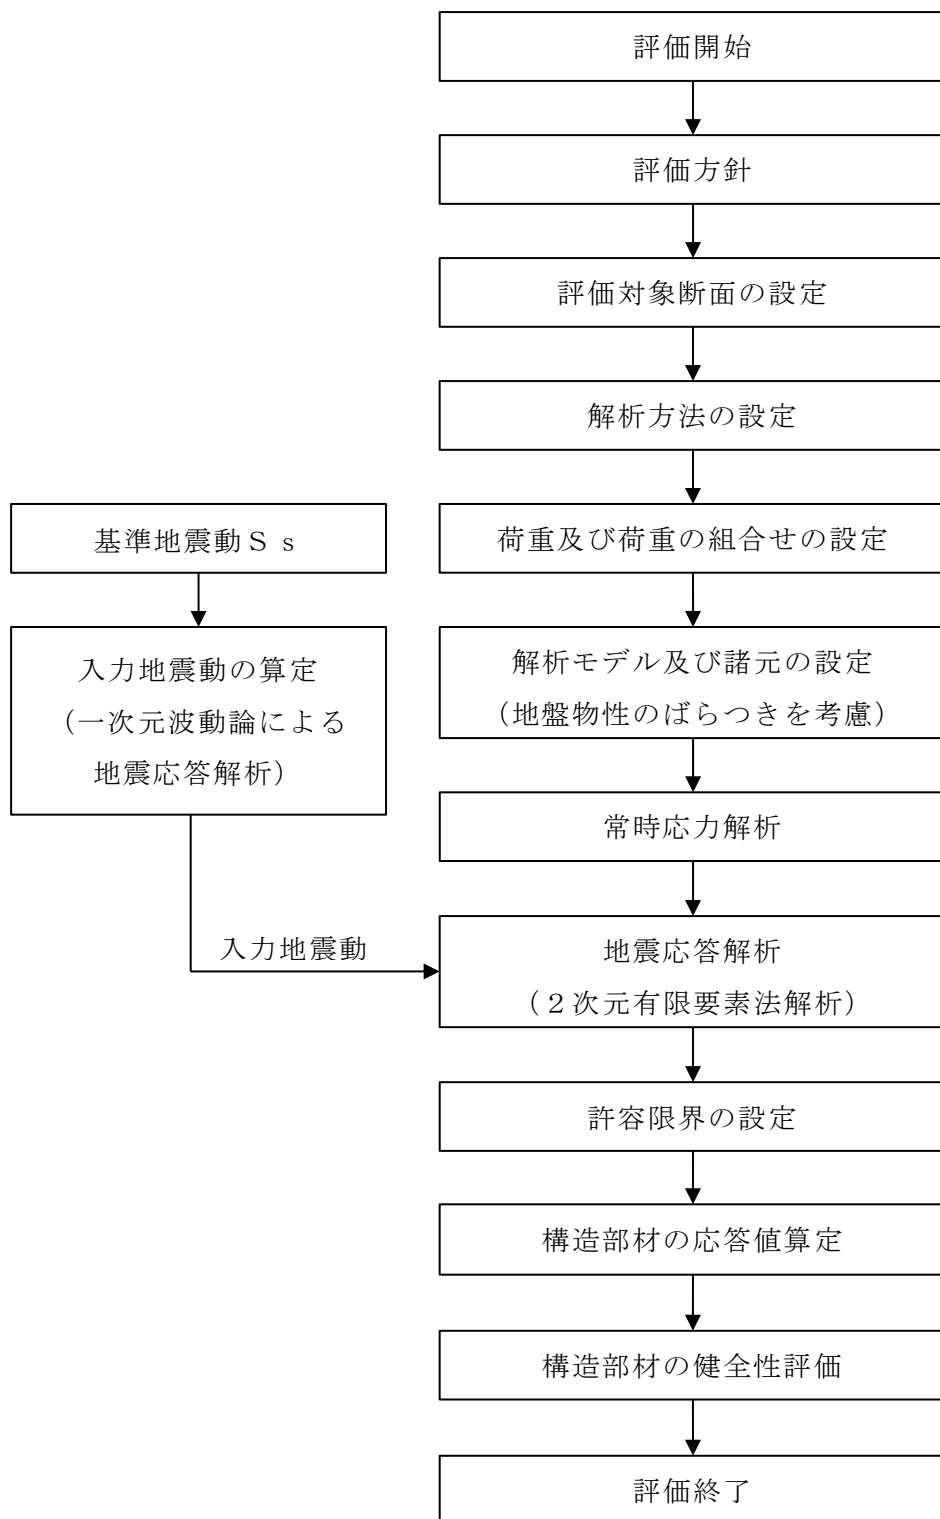 評価開始
評価方針
評価対象断面の設定
解析方法の設定
基準地震動Ｓｓ
荷重及び荷重の組合せの設定
入力地震動の算定
（一次元波動論による
地震応答解析）
解析モデル及び諸元の設定
（地盤物性のばらつきを考慮）
常時応力解析
入力地震動
地震応答解析
（２次元有限要素法解析）
許容限界の設定
構造部材の応答値算定
構造部材の健全性評価
評価終了